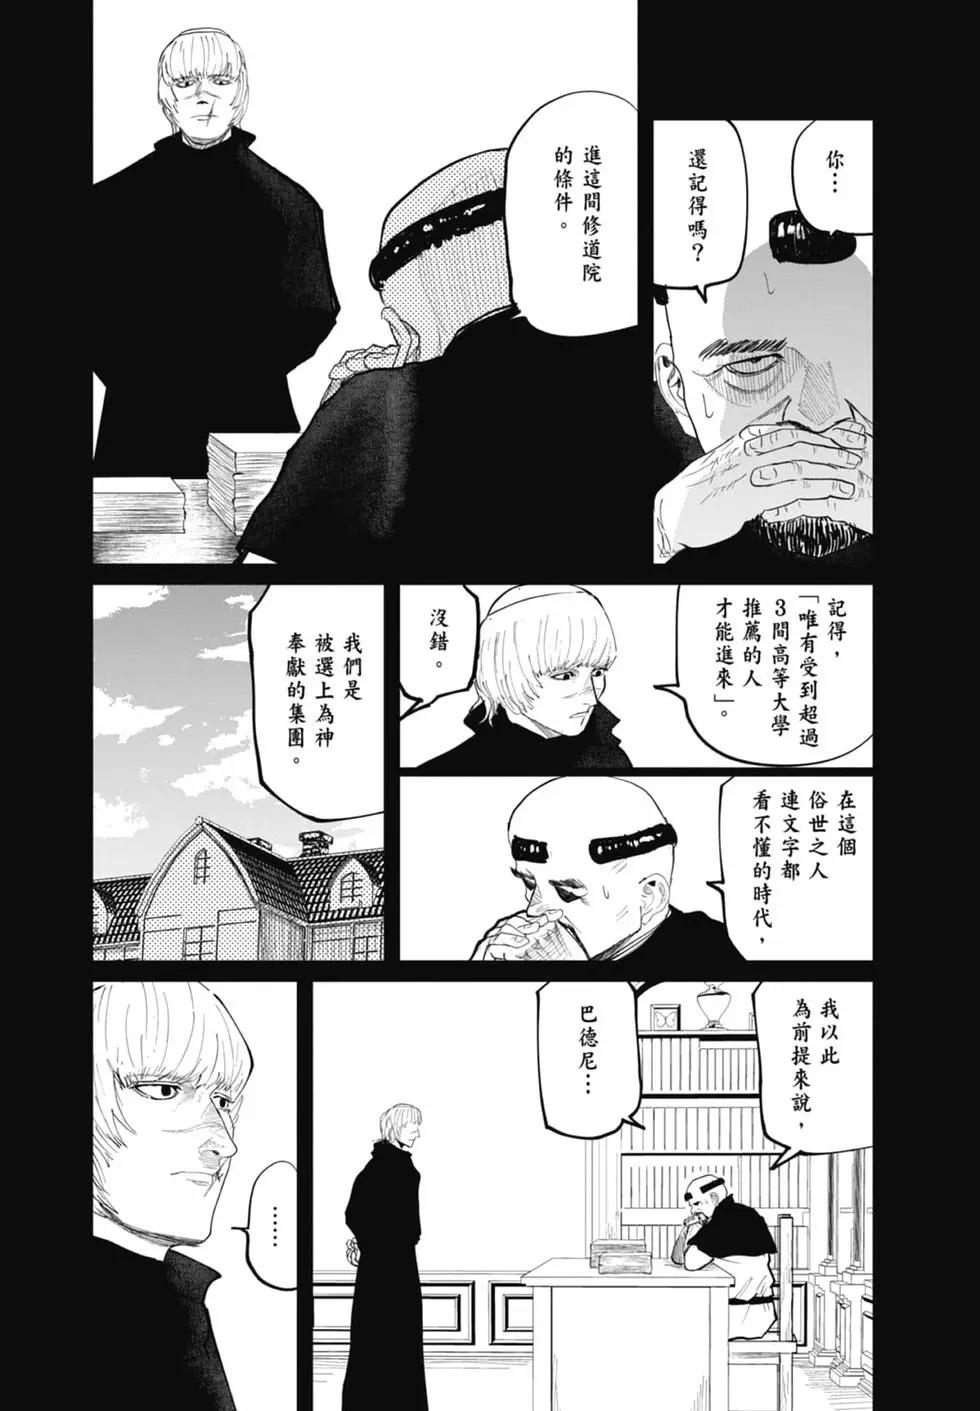 你…
還記得嗎？
進這間修道院
的條件。
記得，
「唯有受到超過
3間高等大學
推薦的人
才能進來」。
沒錯。
我們是
被選上為神
奉獻的集團。
在這個
俗世之人
連文字都
看不懂的時代，
我以此
為前提來說，
巴德尼…
……